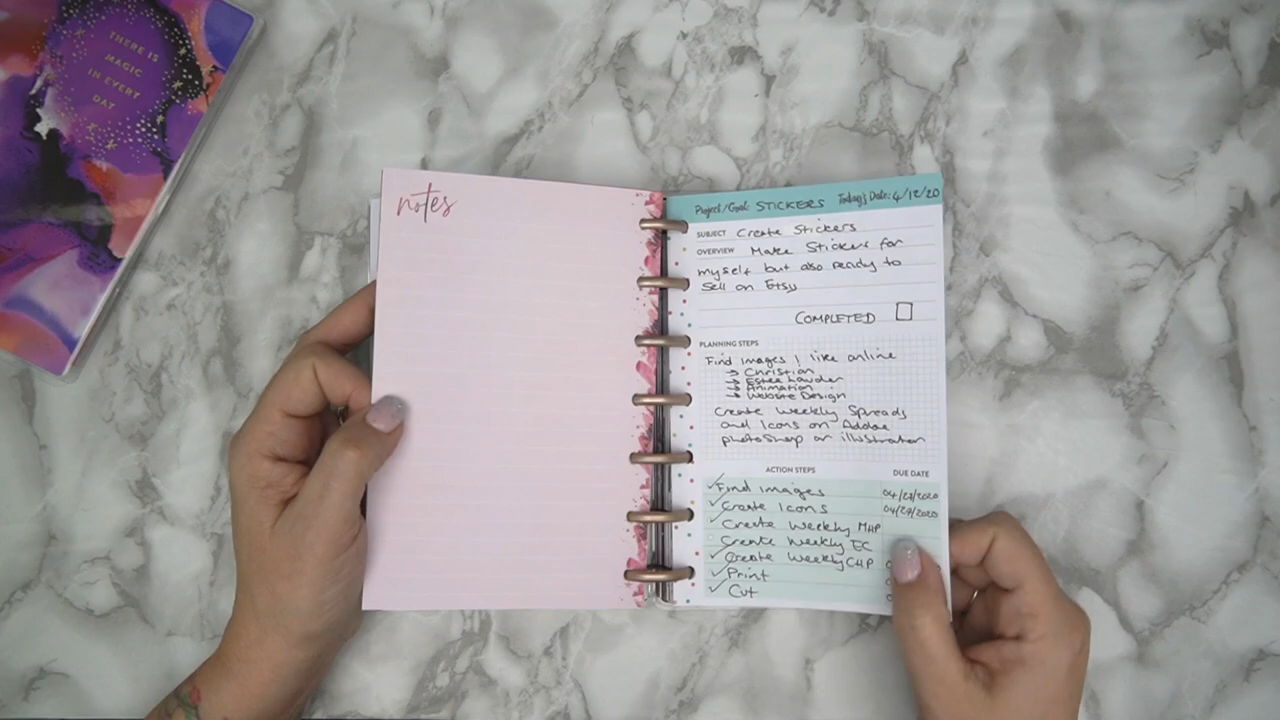 THERE IS
MAGIC
IN EVERY
DAY
notes
Project/Goal: STICKERS Today's Date: 4/12/20
SUBJECT Create Stickers
OVERVIEW Make Stickers for
myself but also ready to
Sell on Etsy
COMPLETED
PLANNING STEPS
Find Images I like online
→ Christian
→ Estee Lauder
→ Animation
→ Website Design
Create Weekly Spreads
and Icons on Adobe
photoshop or illustration
ACTION STEPS DUE DATE
✓ Find Images 04/23/2020
✓ Create Icons 04/27/2020
✓ Create Weekly MHP
Create Weekly EC
✓ Create Weekly CHP
✓ Print
✓ Cut